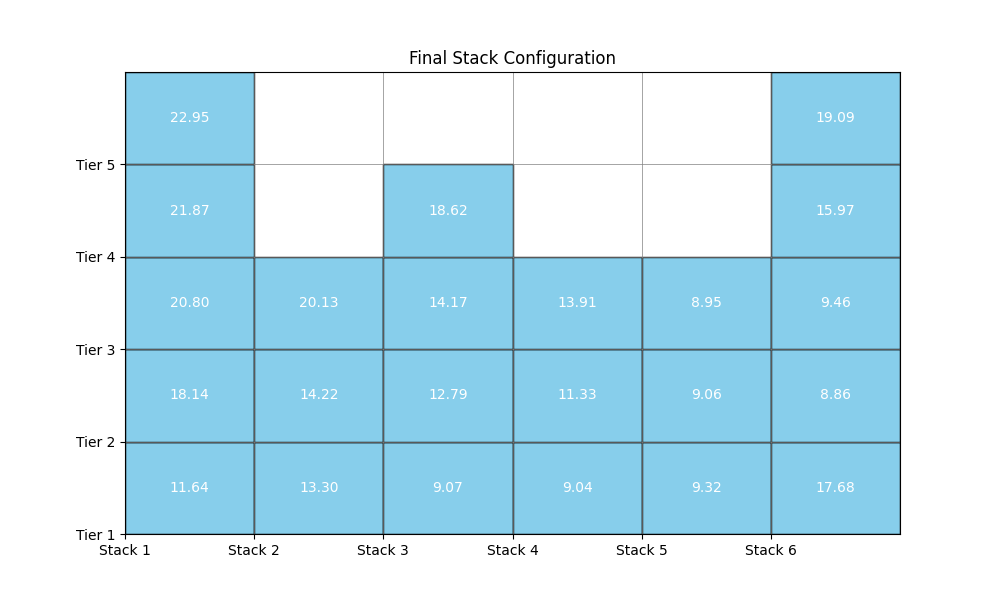 Final Stack Configuration
22.95 19.09
Tier 5
21.87 18.62 15.97
Tier 4
20.80 20.13 14.17 13.91 8.95 9.46
Tier 3
18.14 14.22 12.79 11.33 9.06 8.86
Tier 2
11.64 13.30 9.07 9.04 9.32 17.68
Tier 1
Stack 1 Stack 2 Stack 3 Stack 4 Stack 5 Stack 6